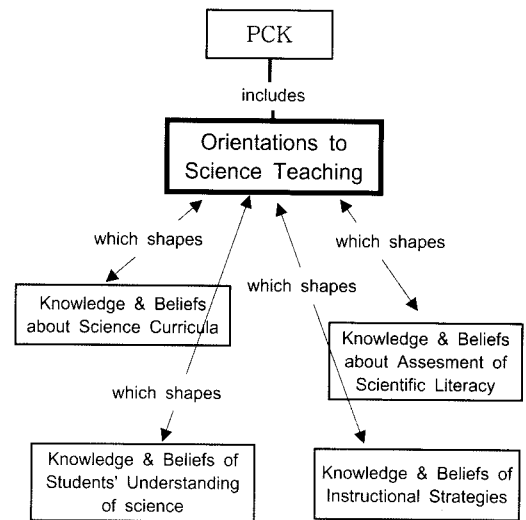 PCK
includes
Orientations to
Science Teaching
which shapes
which shapes
which shapes
Knowledge & Beliefs
about Science Curricula
Knowledge & Beliefs
about Assesment of
Scientific Literacy
which shapes
Knowledge & Beliefs of
Students' Understanding
of science
Knowledge & Beliefs of
Instructional Strategies